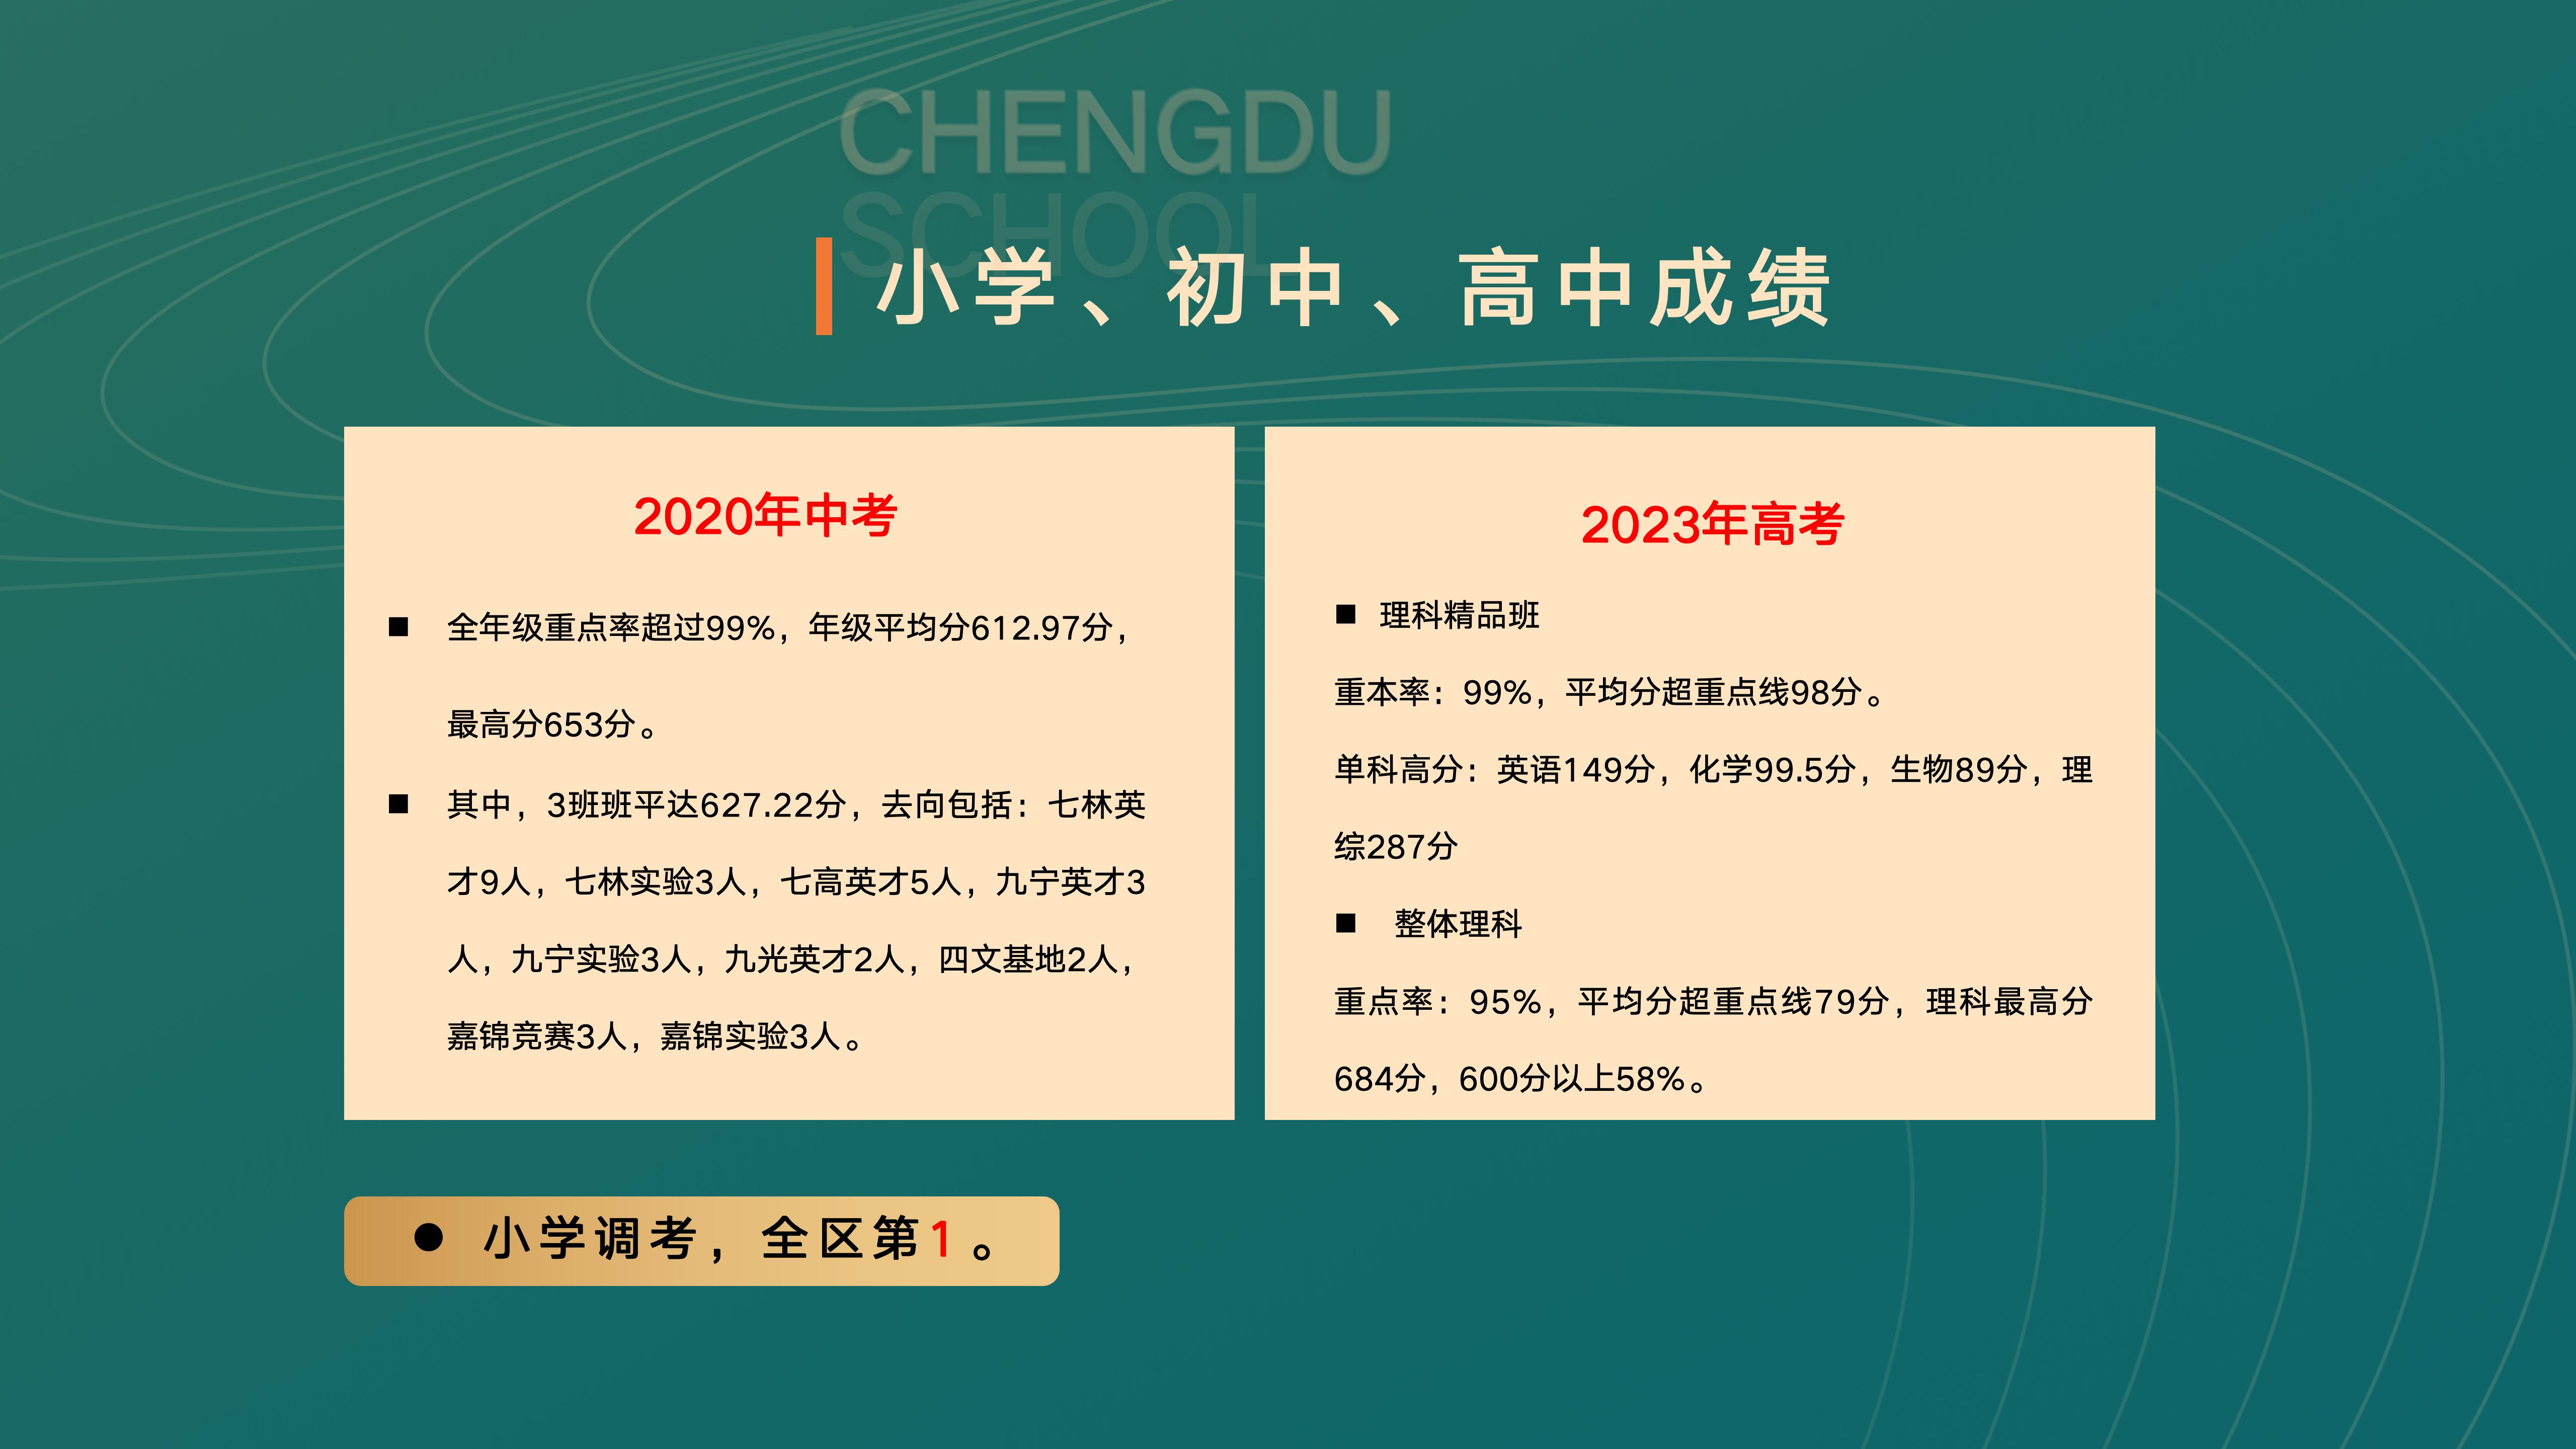 CHENGDU
SCHOOL
小学、初中、高中成绩
2020年中考
■ 全年级重点率超过99%，年级平均分612.97分，
最高分653分。
■ 其中，3班班平达627.22分，去向包括：七林英
才9人，七林实验3人，七高英才5人，九宁英才3
人，九宁实验3人，九光英才2人，四文基地2人，
嘉锦竞赛3人，嘉锦实验3人。
2023年高考
■ 理科精品班
重本率：99%，平均分超重点线98分。
单科高分：英语149分，化学99.5分，生物89分，理
综287分
■ 整体理科
重点率：95%，平均分超重点线79分，理科最高分
684分，600分以上58%。
● 小学调考，全区第1。